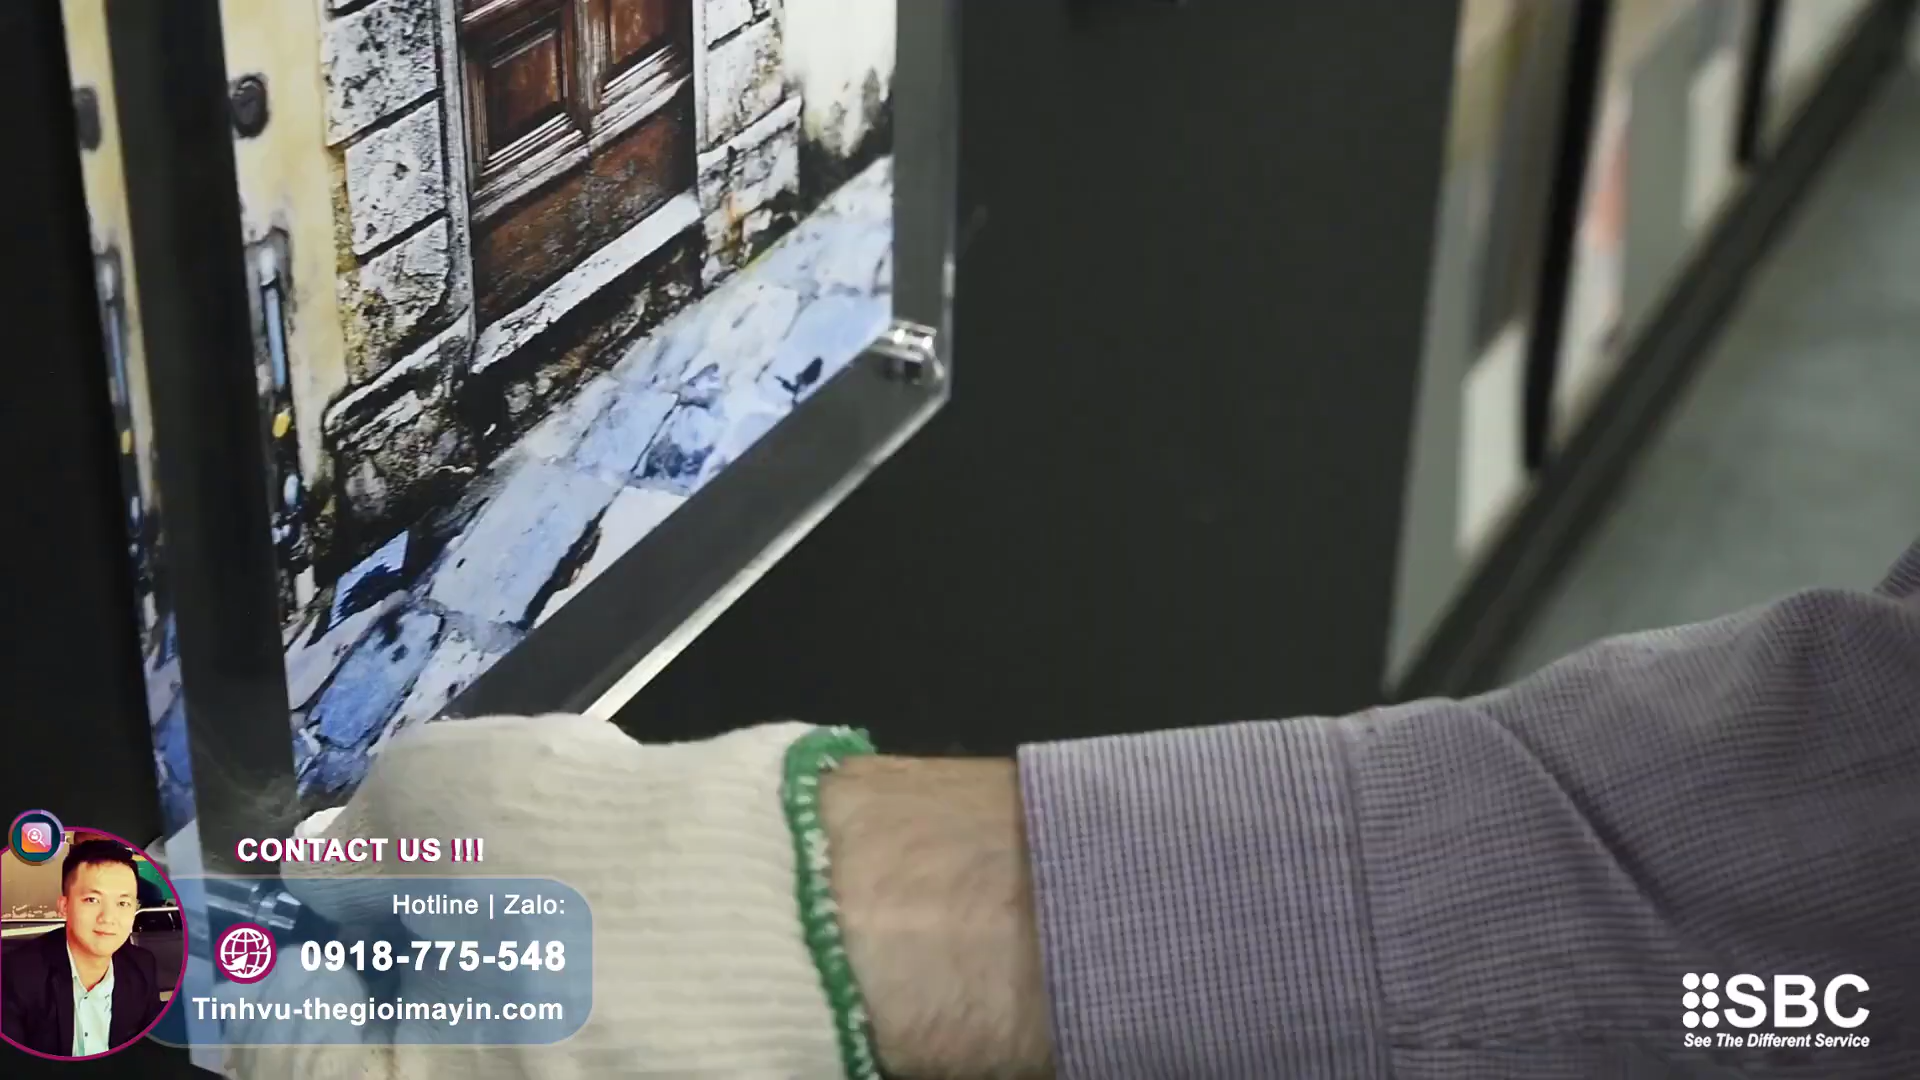 CONTACT US !!!
Hotline | Zalo:
0918-775-548
Tinhvu-thegioimayin.com
SBC
See The Different Service